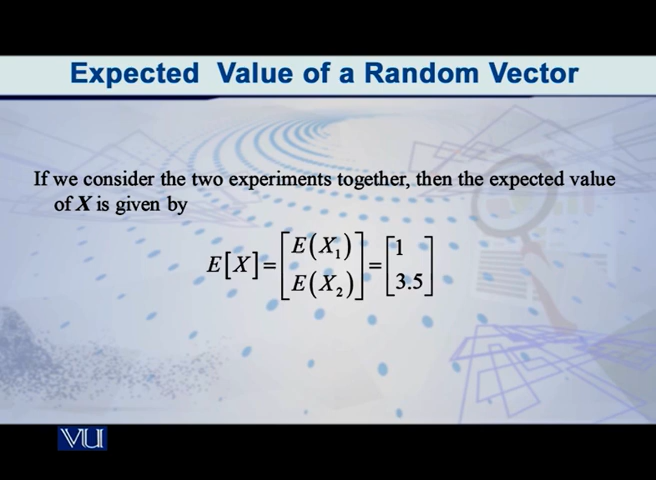 Expected Value of a Random Vector
If we consider the two experiments together, then the expected value
of X is given by
E[X]=[E(X₁) E(X₂)]=[1 3.5]
VU